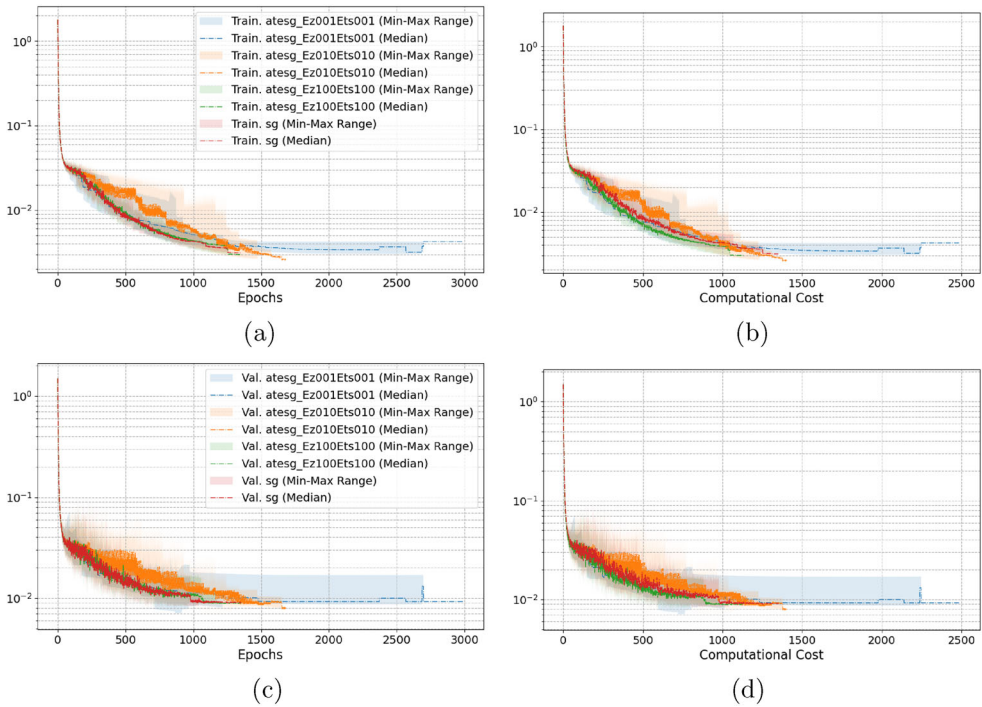 10^0
10^-1
10^-2
Train. atesg_Ez001Ets001 (Min-Max Range)
Train. atesg_Ez001Ets001 (Median)
Train. atesg_Ez010Ets010 (Min-Max Range)
Train. atesg_Ez010Ets010 (Median)
Train. atesg_Ez100Ets100 (Min-Max Range)
Train. atesg_Ez100Ets100 (Median)
Train. sg (Min-Max Range)
Train. sg (Median)
0 500 1000 1500 2000 2500 3000
Epochs
(a)
10^0
10^-1
10^-2
0 500 1000 1500 2000 2500
Computational Cost
(b)
10^0
10^-1
10^-2
Val. atesg_Ez001Ets001 (Min-Max Range)
Val. atesg_Ez001Ets001 (Median)
Val. atesg_Ez010Ets010 (Min-Max Range)
Val. atesg_Ez010Ets010 (Median)
Val. atesg_Ez100Ets100 (Min-Max Range)
Val. atesg_Ez100Ets100 (Median)
Val. sg (Min-Max Range)
Val. sg (Median)
0 500 1000 1500 2000 2500 3000
Epochs
(c)
10^0
10^-1
10^-2
0 500 1000 1500 2000 2500
Computational Cost
(d)